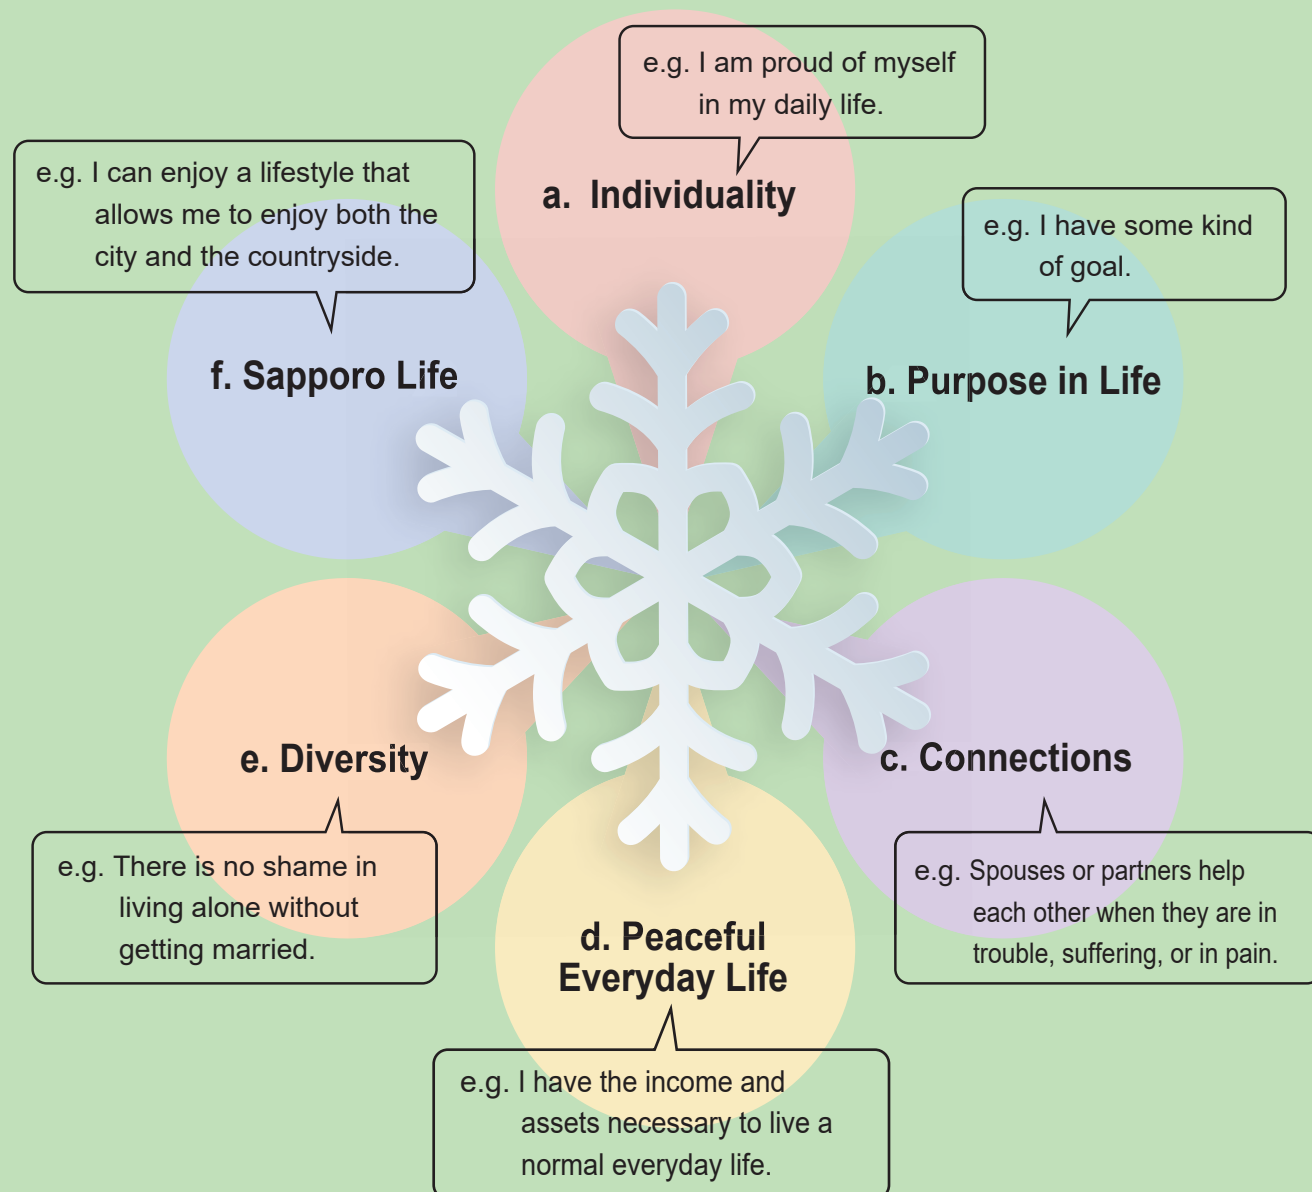 e.g. I am proud of myself
in my daily life.
a. Individuality
e.g. I have some kind
of goal.
b. Purpose in Life
c. Connections
e.g. Spouses or partners help
each other when they are in
trouble, suffering, or in pain.
d. Peaceful
Everyday Life
e.g. I have the income and
assets necessary to live a
normal everyday life.
e. Diversity
e.g. There is no shame in
living alone without
getting married.
e.g. I can enjoy a lifestyle that
allows me to enjoy both the
city and the countryside.
f. Sapporo Life